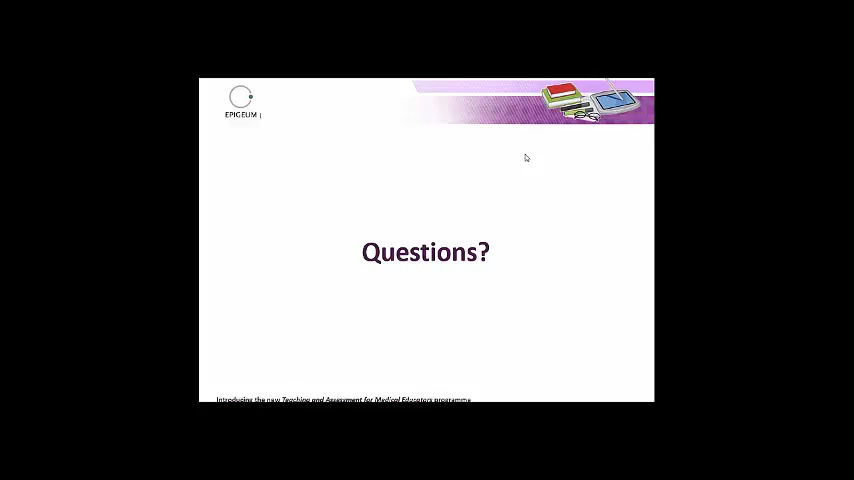 EPIGEUM |
Questions?
Introducing the new Teaching and Assessment for Medical Educators programme